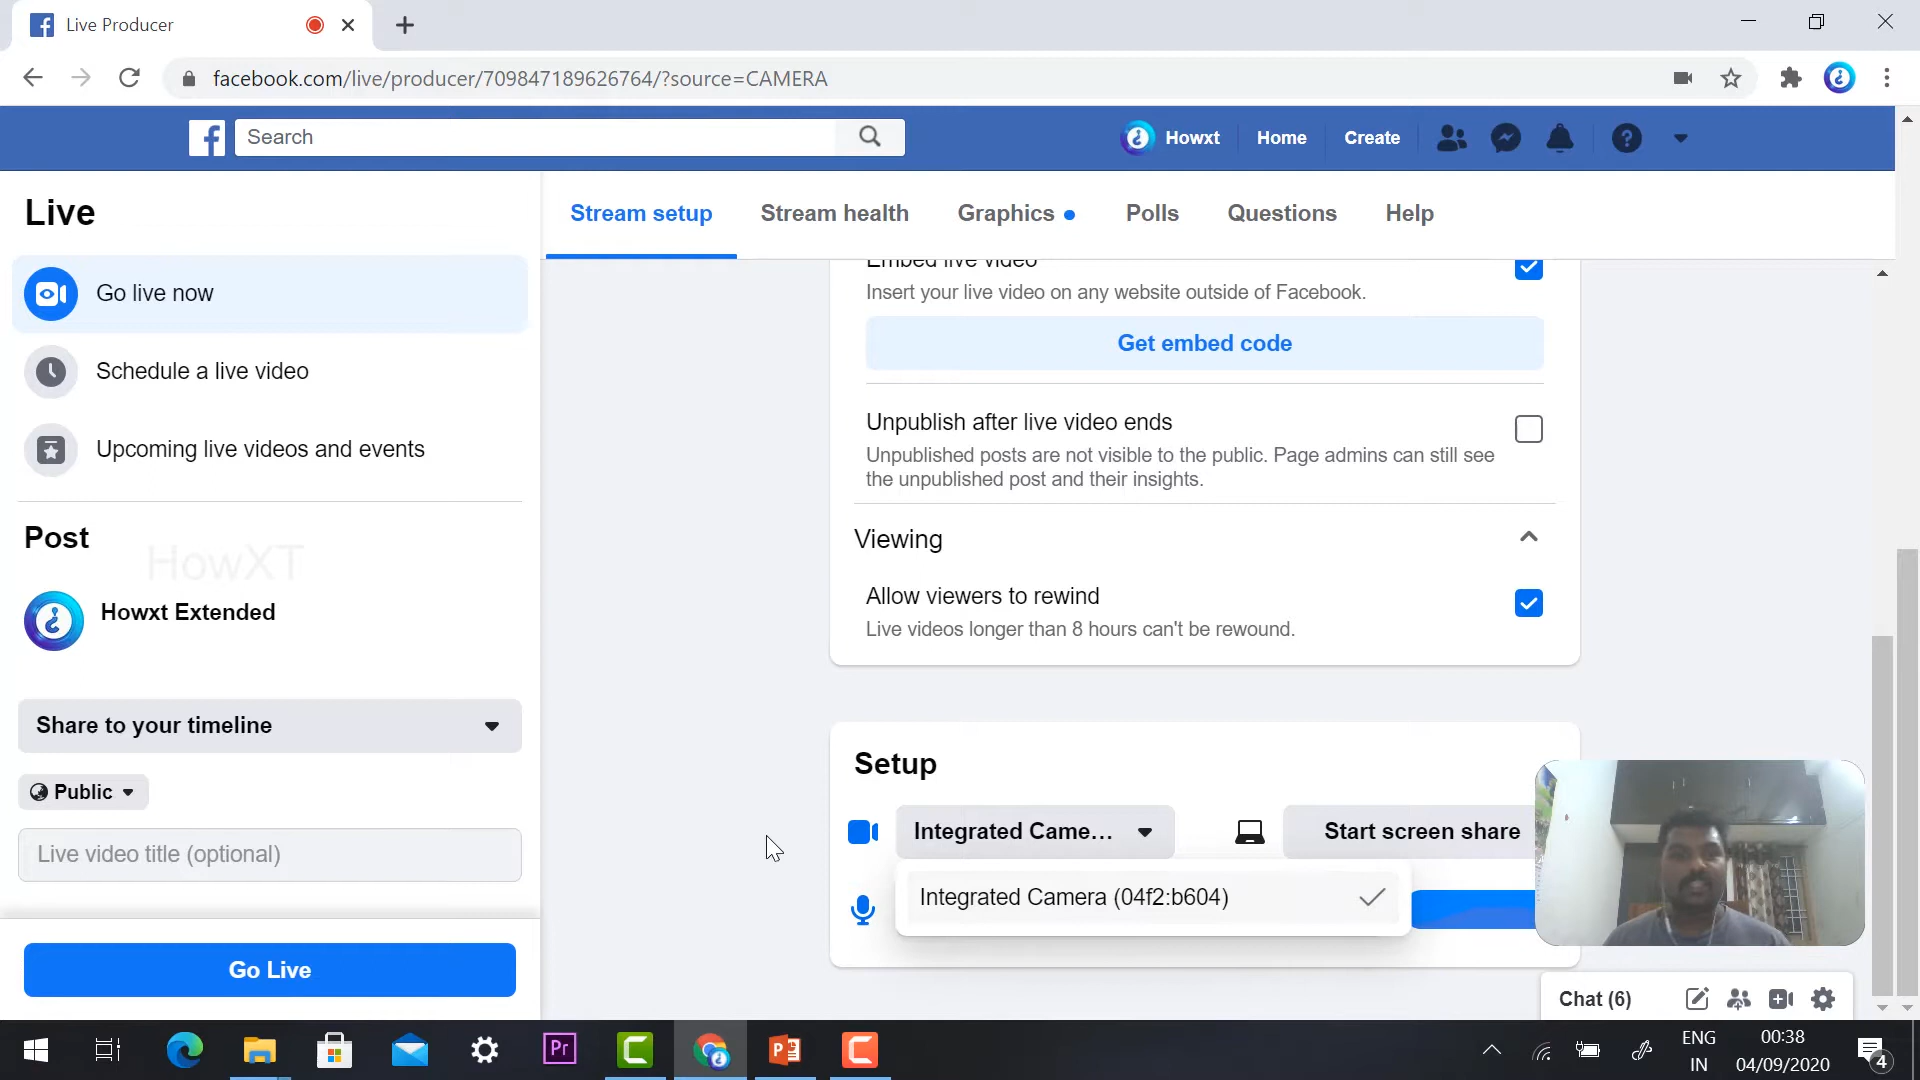 Live Producer
facebook.com/live/producer/709847189626764/?source=CAMERA
Search
Howxt
Home
Create
Live
Go live now
Schedule a live video
Upcoming live videos and events
Post
HowXT
Howxt Extended
Share to your timeline
Public
Live video title (optional)
Go Live
Stream setup
Stream health
Graphics
Polls
Questions
Help
Embed live video
Insert your live video on any website outside of Facebook.
Get embed code
Unpublish after live video ends
Unpublished posts are not visible to the public. Page admins can still see
the unpublished post and their insights.
Viewing
Allow viewers to rewind
Live videos longer than 8 hours can't be rewound.
Setup
Integrated Came...
Start screen share
Integrated Camera (04f2:b604)
Chat (6)
Pr
ENG
IN
00:38
04/09/2020
4